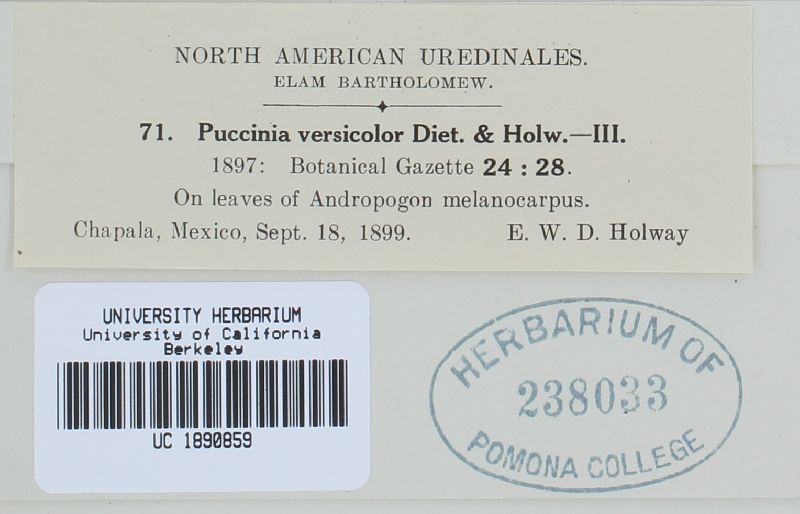 NORTH AMERICAN UREDINALES.
ELAM BARTHOLOMEW.
71. Puccinia versicolor Diet. & Holw.—III.
1897: Botanical Gazette 24 : 28.
On leaves of Andropogon melanocarpus.
Chapala, Mexico, Sept. 18, 1899. E. W. D. Holway
UNIVERSITY HERBARIUM
University of California
Berkeley
UC 1890859
HERBARIUM OF
238033
POMONA COLLEGE